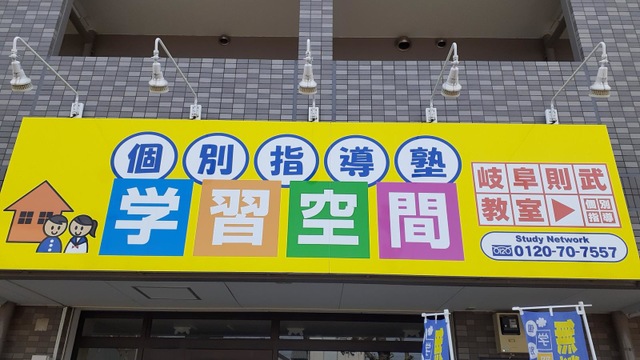 個別指導塾
学習空間
岐阜則武
教室▶個別
指導
Study Network
0120-70-7557